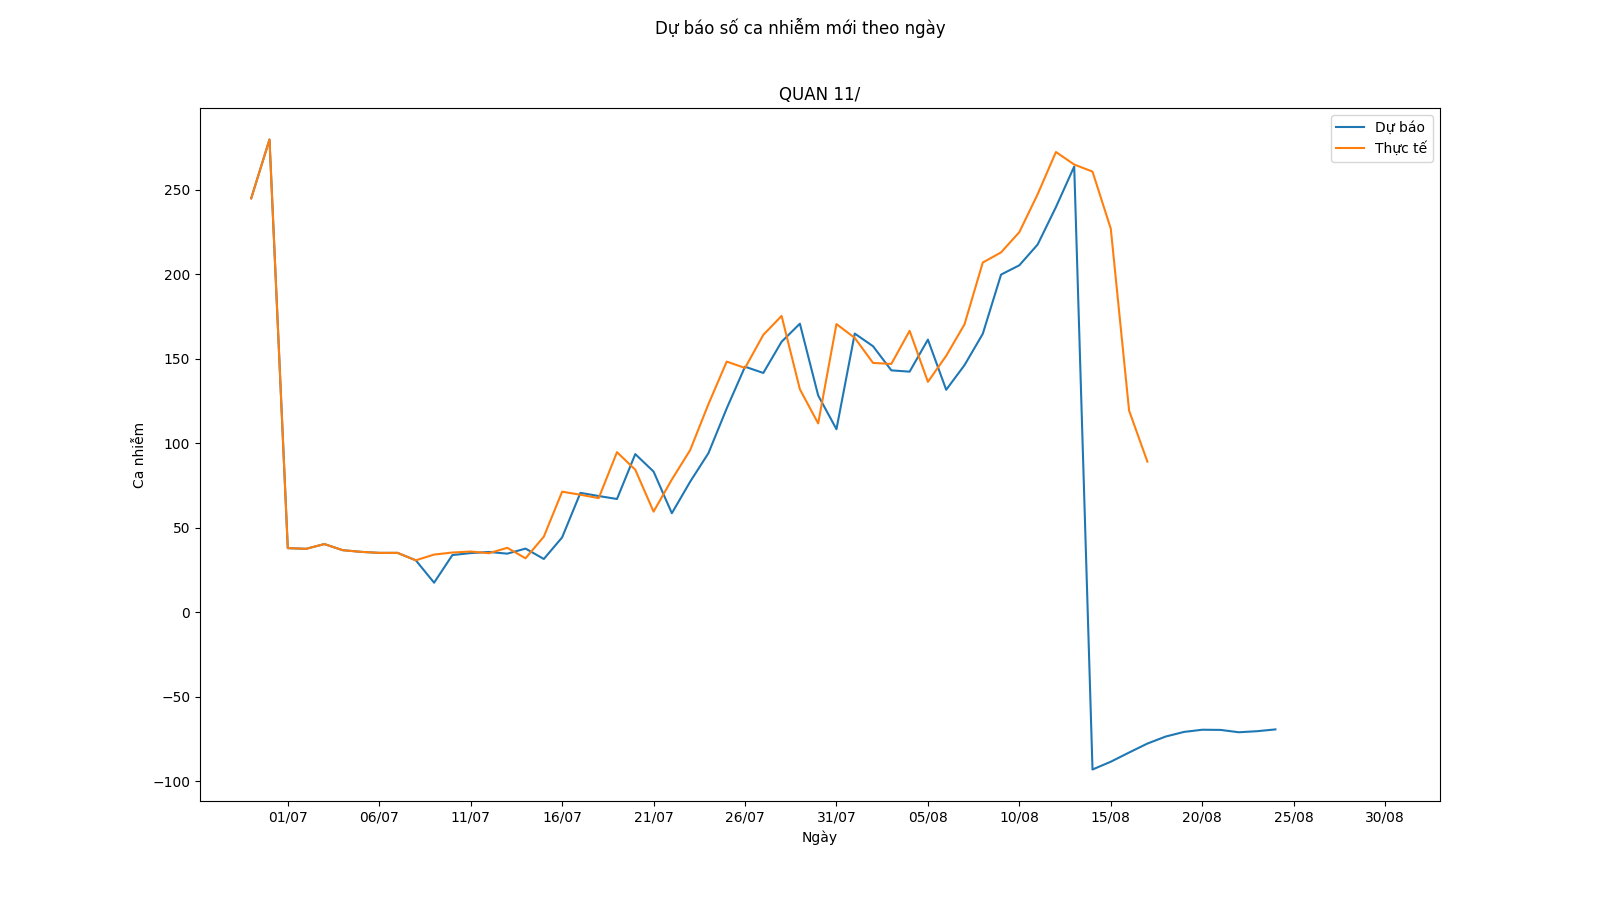 Dự báo số ca nhiễm mới theo ngày
QUAN 11/
Dự báo
Thực tế
250
200
150
100
50
0
−50
−100
Ca nhiễm
01/07 06/07 11/07 16/07 21/07 26/07 31/07 05/08 10/08 15/08 20/08 25/08 30/08
Ngày